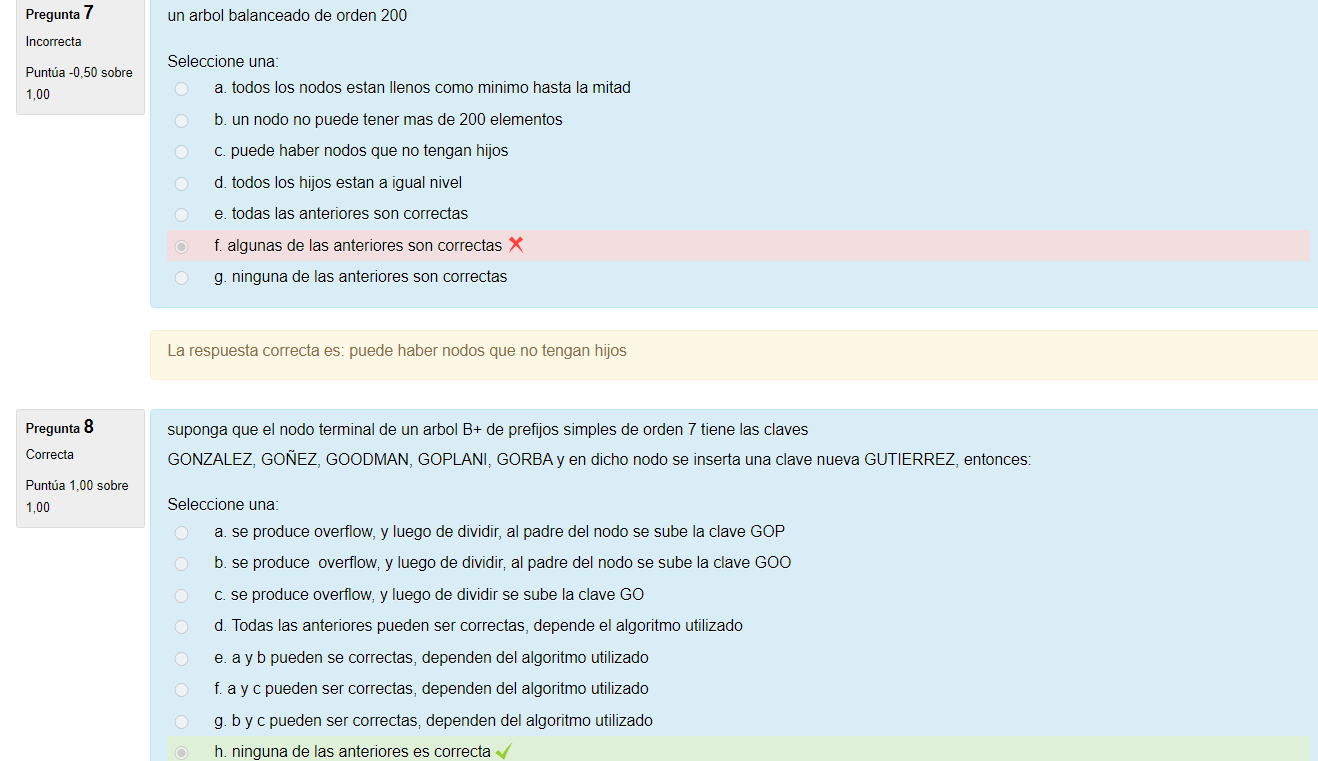 Pregunta 7
Incorrecta
Puntúa -0,50 sobre
1,00
un arbol balanceado de orden 200
Seleccione una:
a. todos los nodos estan llenos como minimo hasta la mitad
b. un nodo no puede tener mas de 200 elementos
c. puede haber nodos que no tengan hijos
d. todos los hijos estan a igual nivel
e. todas las anteriores son correctas
f. algunas de las anteriores son correctas
g. ninguna de las anteriores son correctas
La respuesta correcta es: puede haber nodos que no tengan hijos
Pregunta 8
Correcta
Puntúa 1,00 sobre
1,00
suponga que el nodo terminal de un arbol B+ de prefijos simples de orden 7 tiene las claves
GONZALEZ, GOÑEZ, GOODMAN, GOPLANI, GORBA y en dicho nodo se inserta una clave nueva GUTIERREZ, entonces:
Seleccione una:
a. se produce overflow, y luego de dividir, al padre del nodo se sube la clave GOP
b. se produce  overflow, y luego de dividir, al padre del nodo se sube la clave GOO
c. se produce overflow, y luego de dividir se sube la clave GO
d. Todas las anteriores pueden ser correctas, depende el algoritmo utilizado
e. a y b pueden se correctas, dependen del algoritmo utilizado
f. a y c pueden ser correctas, dependen del algoritmo utilizado
g. b y c pueden ser correctas, dependen del algoritmo utilizado
h. ninguna de las anteriores es correcta